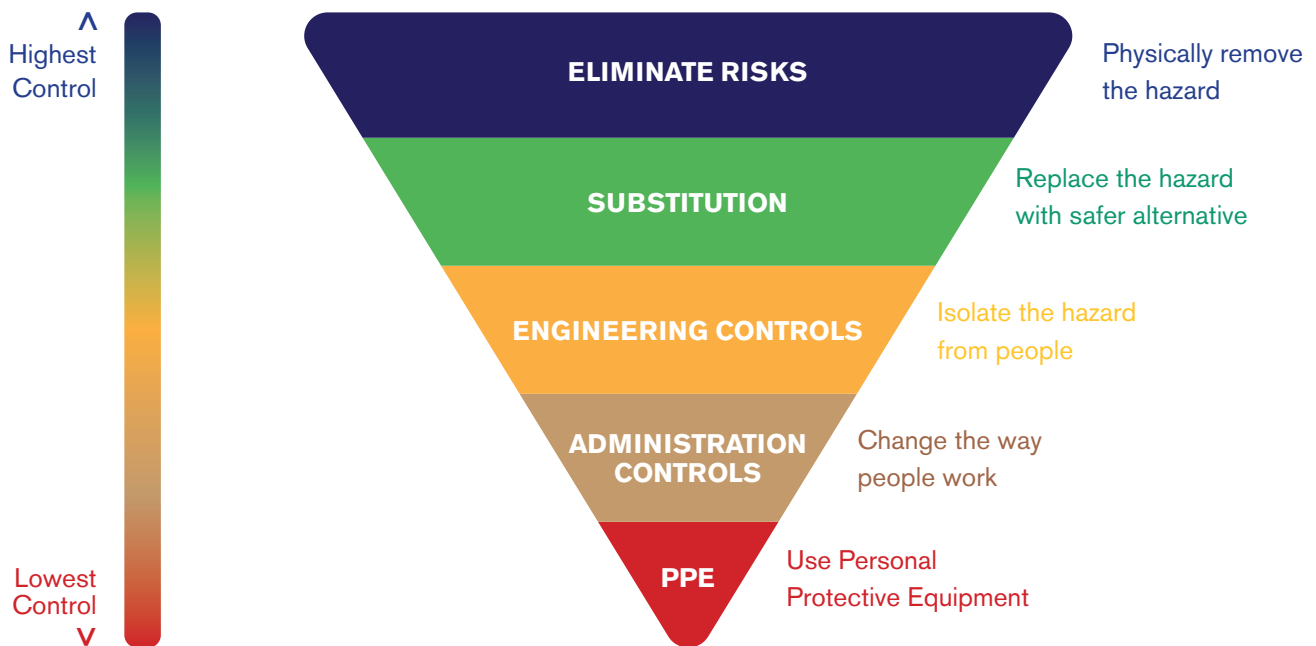 Highest
Control
ELIMINATE RISKS
Physically remove
the hazard
SUBSTITUTION
Replace the hazard
with safer alternative
ENGINEERING CONTROLS
Isolate the hazard
from people
ADMINISTRATION
CONTROLS
Change the way
people work
PPE
Use Personal
Protective Equipment
Lowest
Control